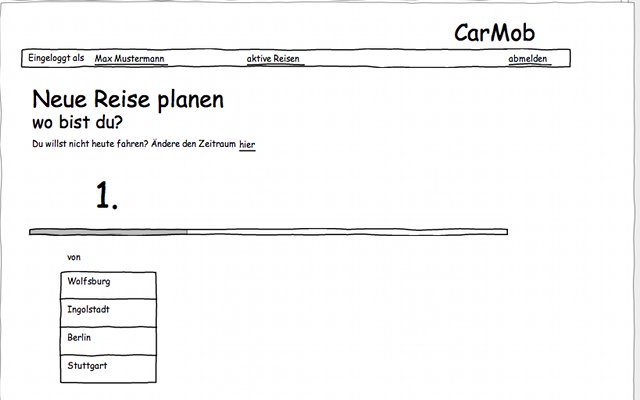 CarMob
Eingeloggt als Max Mustermann aktive Reisen abmelden
Neue Reise planen
wo bist du?
Du willst nicht heute fahren? Ändere den Zeitraum hier
1.
von
Wolfsburg
Ingolstadt
Berlin
Stuttgart